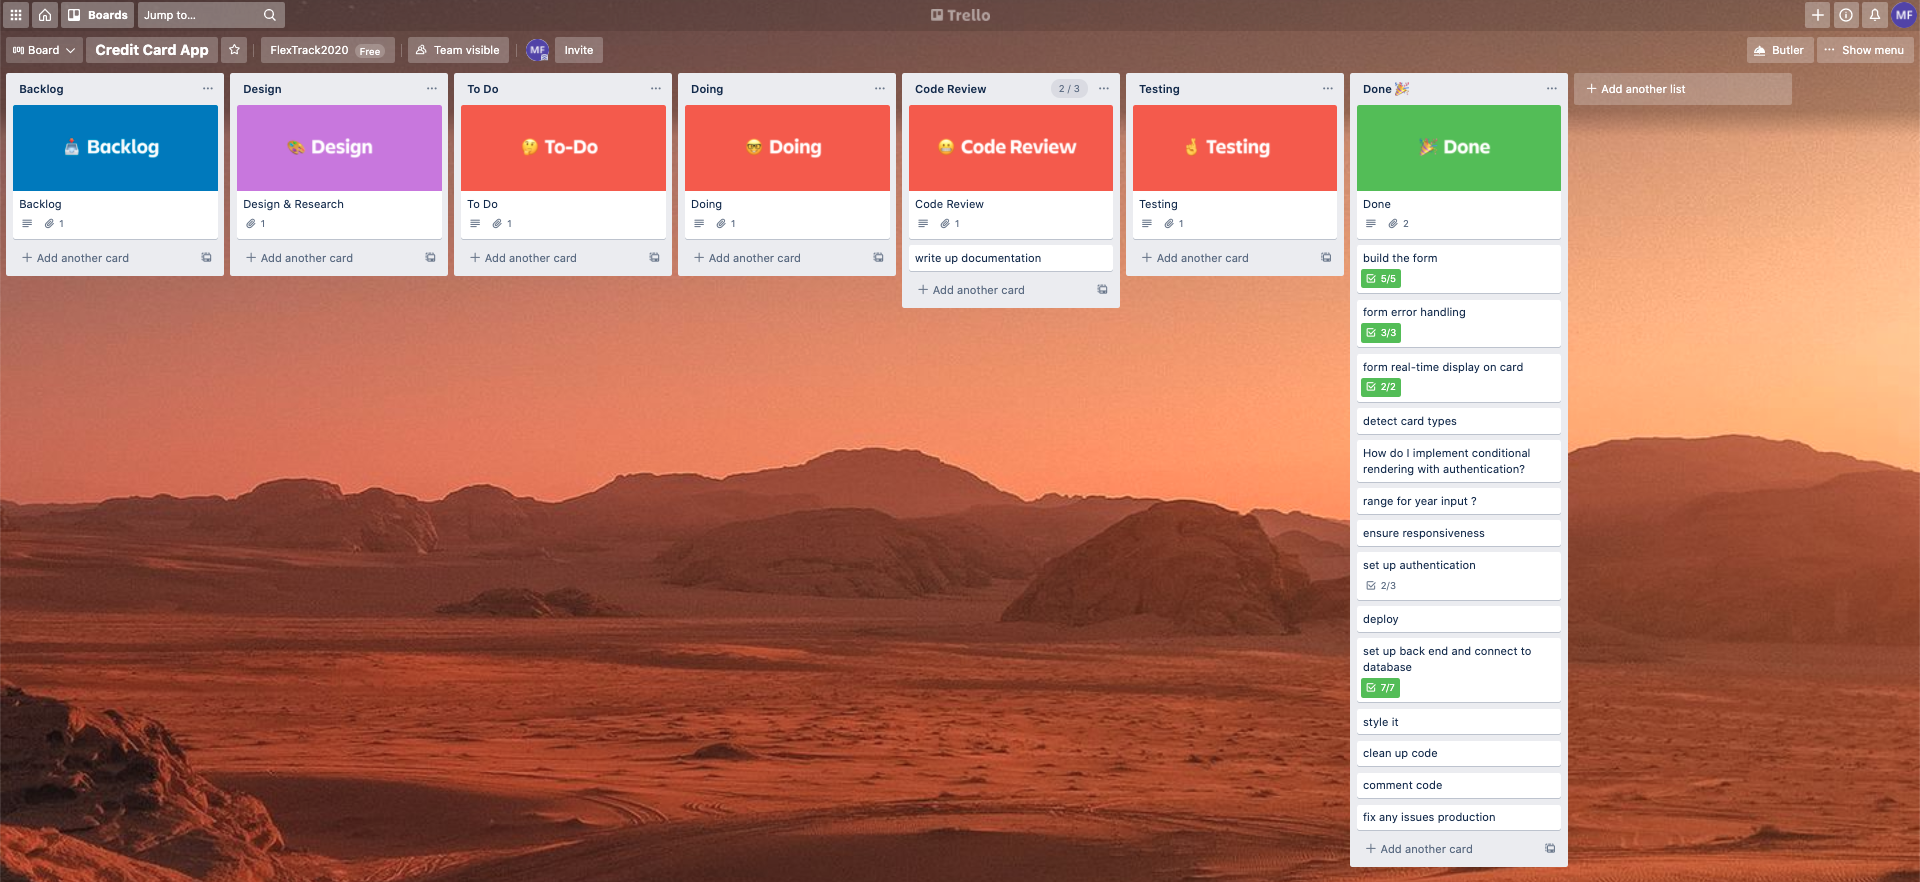 Boards
Jump to...
Trello
MF
Board
Credit Card App
FlexTrack2020 Free
Team visible
MF
Invite
Butler
Show menu
Backlog
Backlog
Backlog
1
Add another card
Design
Design
Design & Research
1
Add another card
To Do
To-Do
To Do
1
Add another card
Doing
Doing
Doing
1
Add another card
Code Review 2 / 3
Code Review
Code Review
1
write up documentation
Add another card
Testing
Testing
Testing
1
Add another card
Done 🎉
Done
Done
2
build the form
5/5
form error handling
3/3
form real-time display on card
2/2
detect card types
How do I implement conditional
rendering with authentication?
range for year input ?
ensure responsiveness
set up authentication
2/3
deploy
set up back end and connect to
database
7/7
style it
clean up code
comment code
fix any issues production
Add another card
Add another list